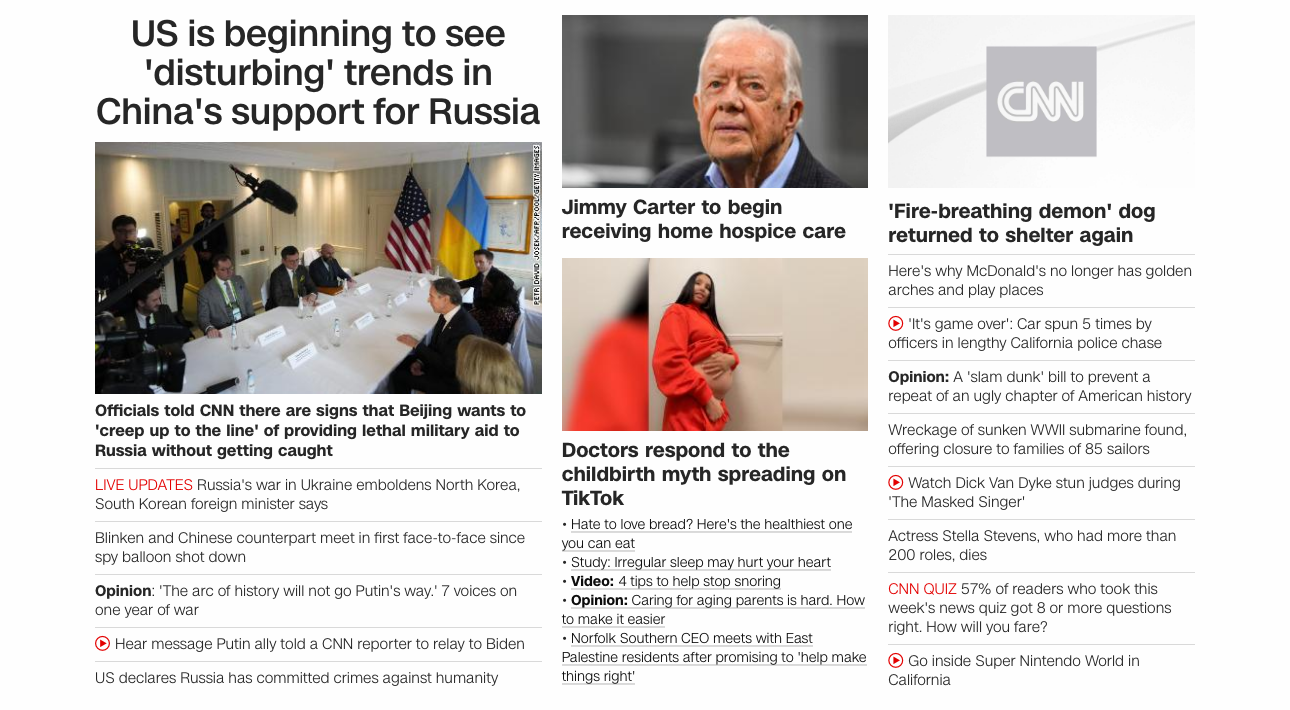 US is beginning to see
'disturbing' trends in
China's support for Russia
PETR DAVID JOSEK/AFP/POOL/GETTY IMAGES
Officials told CNN there are signs that Beijing wants to
'creep up to the line' of providing lethal military aid to
Russia without getting caught
LIVE UPDATES Russia's war in Ukraine emboldens North Korea,
South Korean foreign minister says
Blinken and Chinese counterpart meet in first face-to-face since
spy balloon shot down
Opinion: 'The arc of history will not go Putin's way.' 7 voices on
one year of war
Hear message Putin ally told a CNN reporter to relay to Biden
US declares Russia has committed crimes against humanity
Jimmy Carter to begin
receiving home hospice care
Doctors respond to the
childbirth myth spreading on
TikTok
• Hate to love bread? Here's the healthiest one
you can eat
• Study: Irregular sleep may hurt your heart
• Video: 4 tips to help stop snoring
• Opinion: Caring for aging parents is hard. How
to make it easier
• Norfolk Southern CEO meets with East
Palestine residents after promising to 'help make
things right'
CNN
'Fire-breathing demon' dog
returned to shelter again
Here's why McDonald's no longer has golden
arches and play places
'It's game over': Car spun 5 times by
officers in lengthy California police chase
Opinion: A 'slam dunk' bill to prevent a
repeat of an ugly chapter of American history
Wreckage of sunken WWII submarine found,
offering closure to families of 85 sailors
Watch Dick Van Dyke stun judges during
'The Masked Singer'
Actress Stella Stevens, who had more than
200 roles, dies
CNN QUIZ 57% of readers who took this
week's news quiz got 8 or more questions
right. How will you fare?
Go inside Super Nintendo World in
California